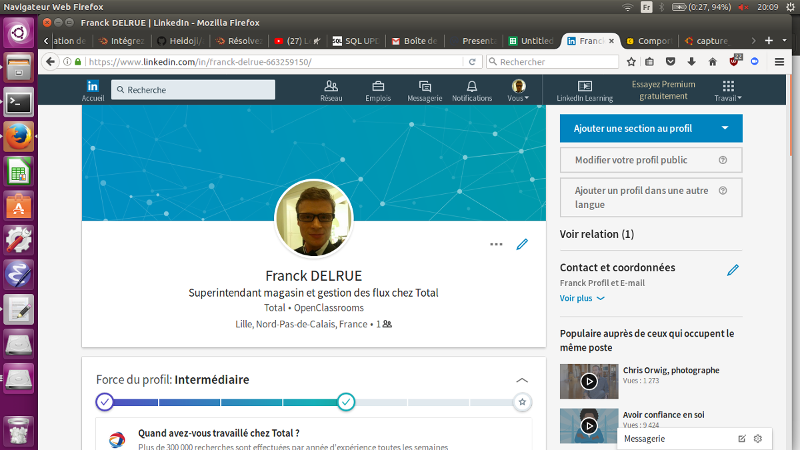 Navigateur Web Firefox
Fr
(0:27, 94%)
20:09
Franck DELRUE | LinkedIn - Mozilla Firefox
ation de
Intégrez
Heidoji/
Résolvez
(27) L
SQL UPD
Boîte de
Presenta
Untitled
Franck
Compor
capture
https://www.linkedin.com/in/franck-delrue-663259150/
Rechercher
in
Accueil
Recherche
Réseau
Emplois
Messagerie
Notifications
Vous
LinkedIn Learning
Essayez Premium
gratuitement
Travail
Ajouter une section au profil
Modifier votre profil public
Ajouter un profil dans une autre
langue
Voir relation (1)
Franck DELRUE
Superintendant magasin et gestion des flux chez Total
Total • OpenClassrooms
Lille, Nord-Pas-de-Calais, France • 1
Contact et coordonnées
Franck Profil et E-mail
Voir plus
Populaire auprès de ceux qui occupent le
même poste
Chris Orwig, photographe
Vues : 1 273
Avoir confiance en soi
Vues : 9 424
Force du profil: Intermédiaire
Quand avez-vous travaillé chez Total ?
Plus de 300 000 recherches sont effectuées par année d'expérience toutes les semaines
Messagerie